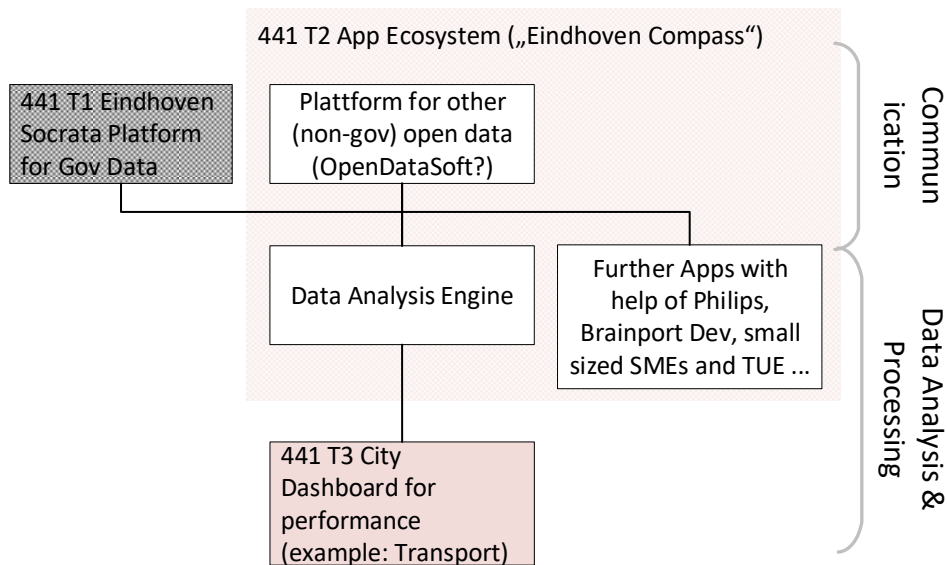 441 T2 App Ecosystem („Eindhoven Compass“)
441 T1 Eindhoven
Socrata Platform
for Gov Data
Plattform for other
(non-gov) open data
(OpenDataSoft?)
Commun
ication
Data Analysis Engine
Further Apps with
help of Philips,
Brainport Dev, small
sized SMEs and TUE ...
Data Analysis &
Processing
441 T3 City
Dashboard for
performance
(example: Transport)